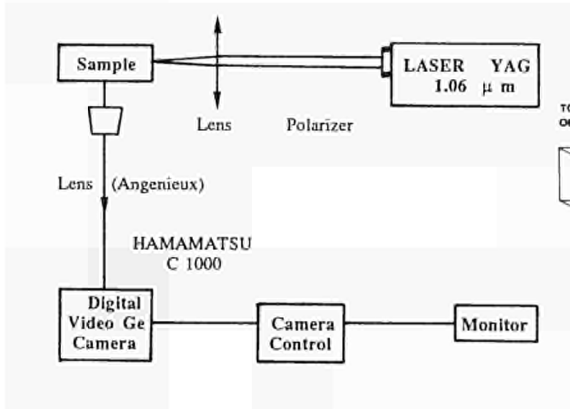 Sample
LASER YAG
1.06 μ m
Lens
Polarizer
Lens (Angenieux)
HAMAMATSU
C 1000
Digital
Video Ge
Camera
Camera
Control
Monitor